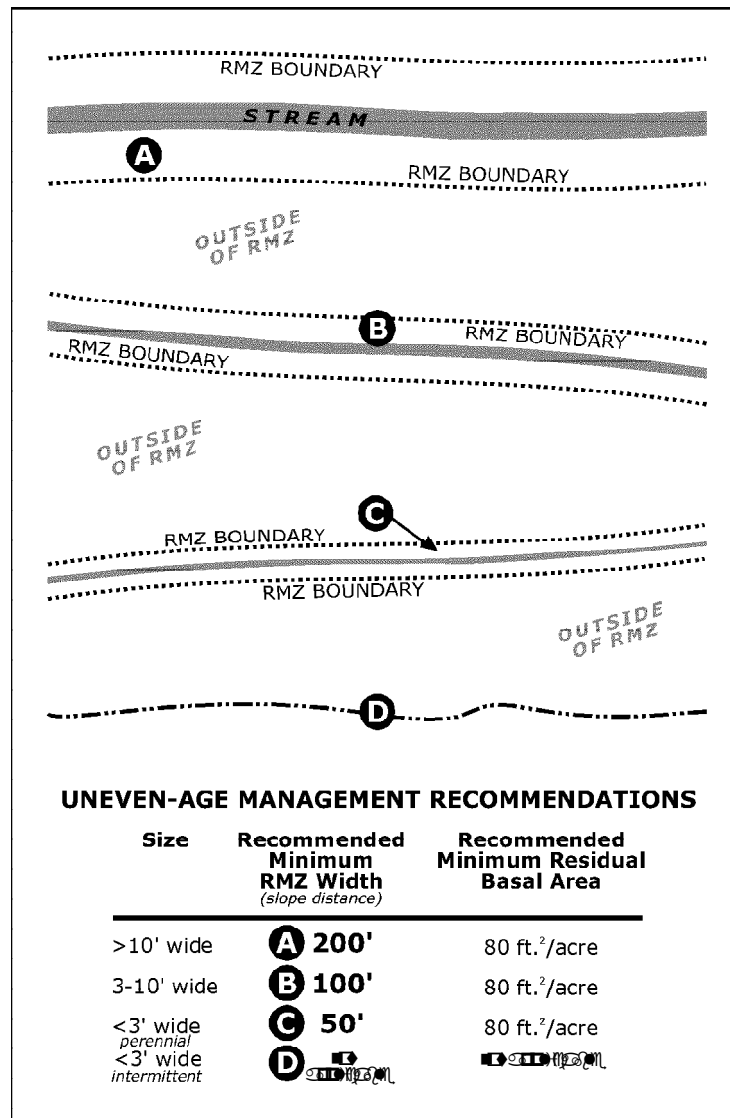 RMZ BOUNDARY
STREAM
A
RMZ BOUNDARY
OUTSIDE
OF RMZ
B
RMZ BOUNDARY
RMZ BOUNDARY
OUTSIDE
OF RMZ
C
RMZ BOUNDARY
RMZ BOUNDARY
OUTSIDE
OF RMZ
D
UNEVEN-AGE MANAGEMENT RECOMMENDATIONS
Size Recommended Minimum RMZ Width (slope distance) Recommended Minimum Residual Basal Area
>10' wide A 200' 80 ft.²/acre
3-10' wide B 100' 80 ft.²/acre
<3' wide perennial C 50' 80 ft.²/acre
<3' wide intermittent D